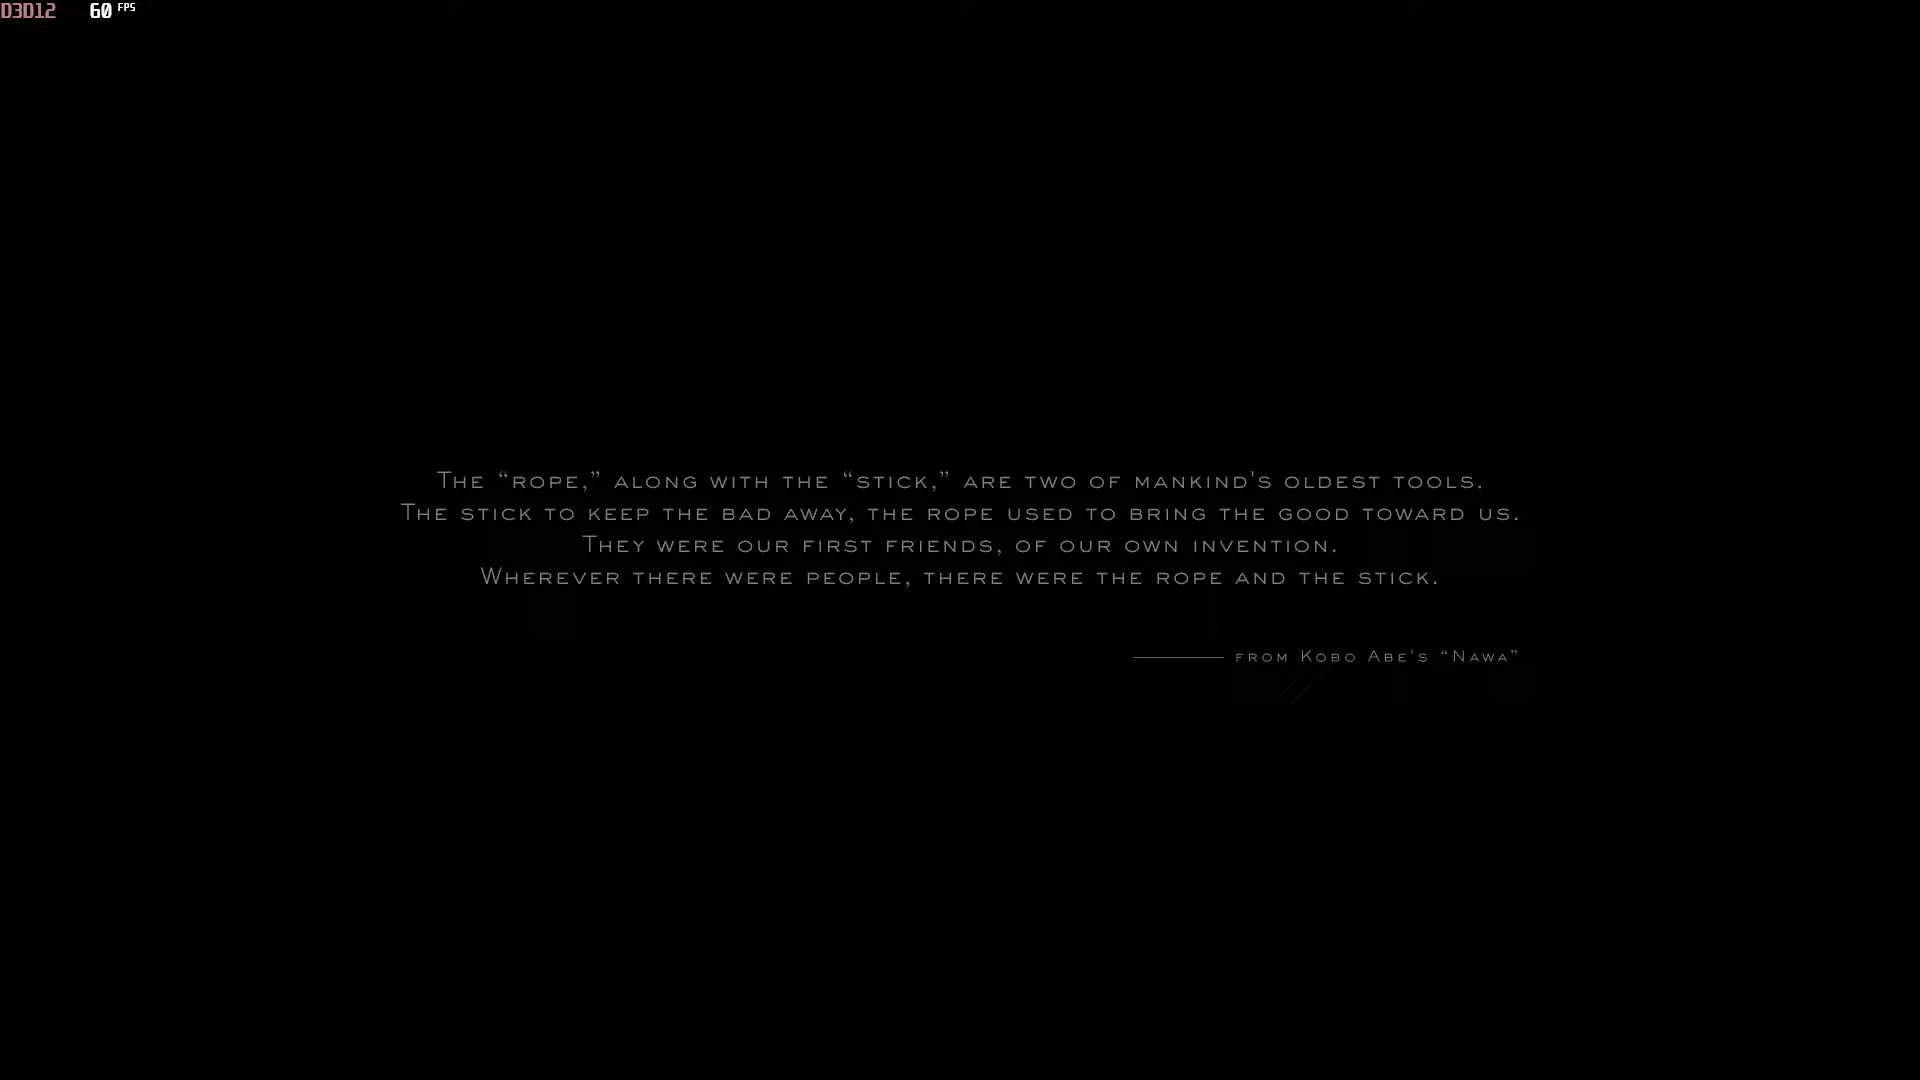 D3D12 60 FPS
The “rope,” along with the “stick,” are two of mankind's oldest tools.
The stick to keep the bad away, the rope used to bring the good toward us.
They were our first friends, of our own invention.
Wherever there were people, there were the rope and the stick.
from Kobo Abe's “Nawa”